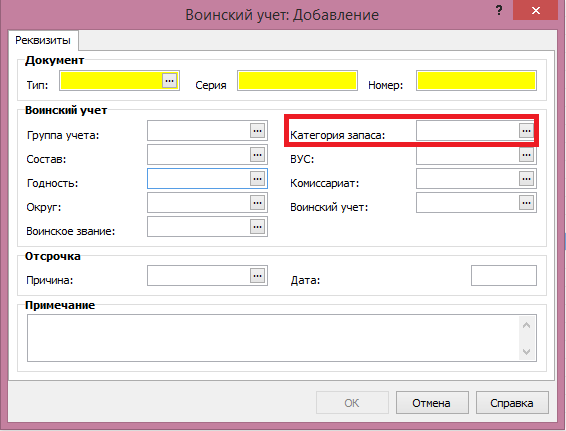 Воинский учет: Добавление
?
Реквизиты
Документ
Тип: ... Серия Номер:
Воинский учет
Группа учета: ... Категория запаса: ...
Состав: ... ВУС: ...
Годность: ... Комиссариат: ...
Округ: ... Воинский учет: ...
Воинское звание: ...
Отсрочка
Причина: ... Дата:
Примечание
OK Отмена Справка